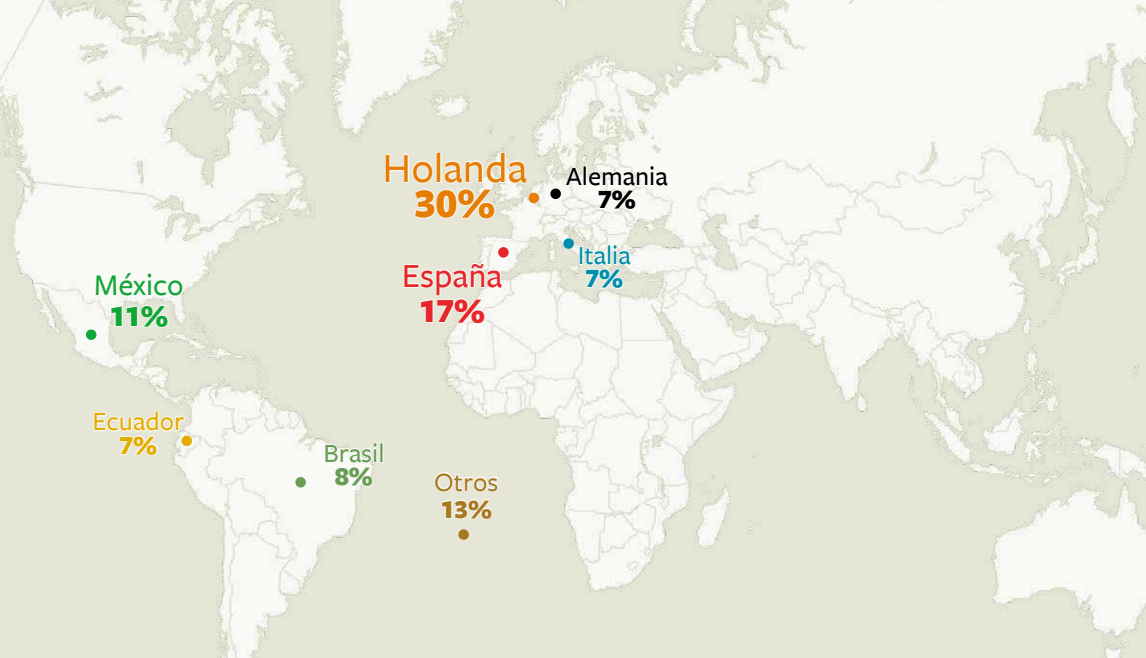 Holanda
30%
Alemania
7%
Italia
7%
España
17%
México
11%
Ecuador
7%
Brasil
8%
Otros
13%